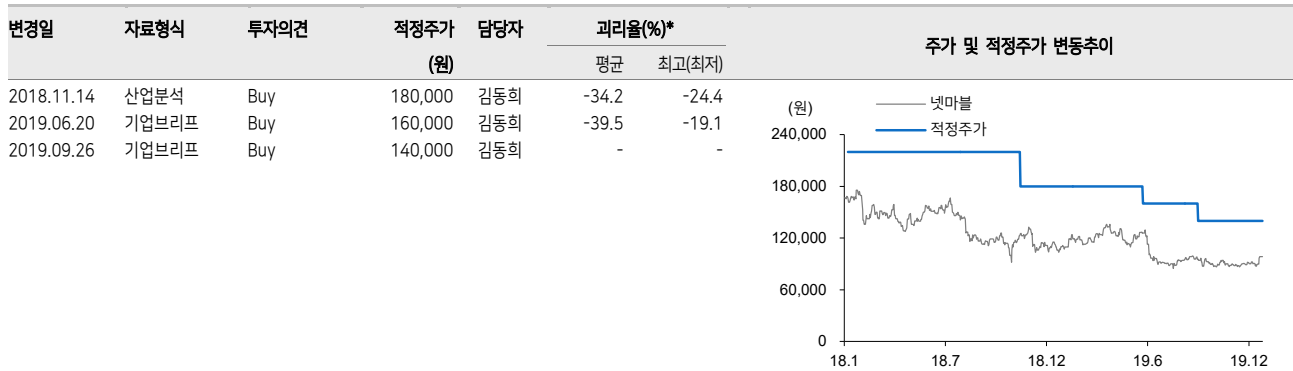 변경일 자료형식 투자의견 적정주가 담당자 괴리율(%)* 주가 및 적정주가 변동추이
(원) 평균 최고(최저)
2018.11.14 산업분석 Buy 180,000 김동희 -34.2 -24.4
2019.06.20 기업브리프 Buy 160,000 김동희 -39.5 -19.1
2019.09.26 기업브리프 Buy 140,000 김동희 - -
(원)
넷마블
적정주가
240,000
180,000
120,000
60,000
0
18.1 18.7 18.12 19.6 19.12